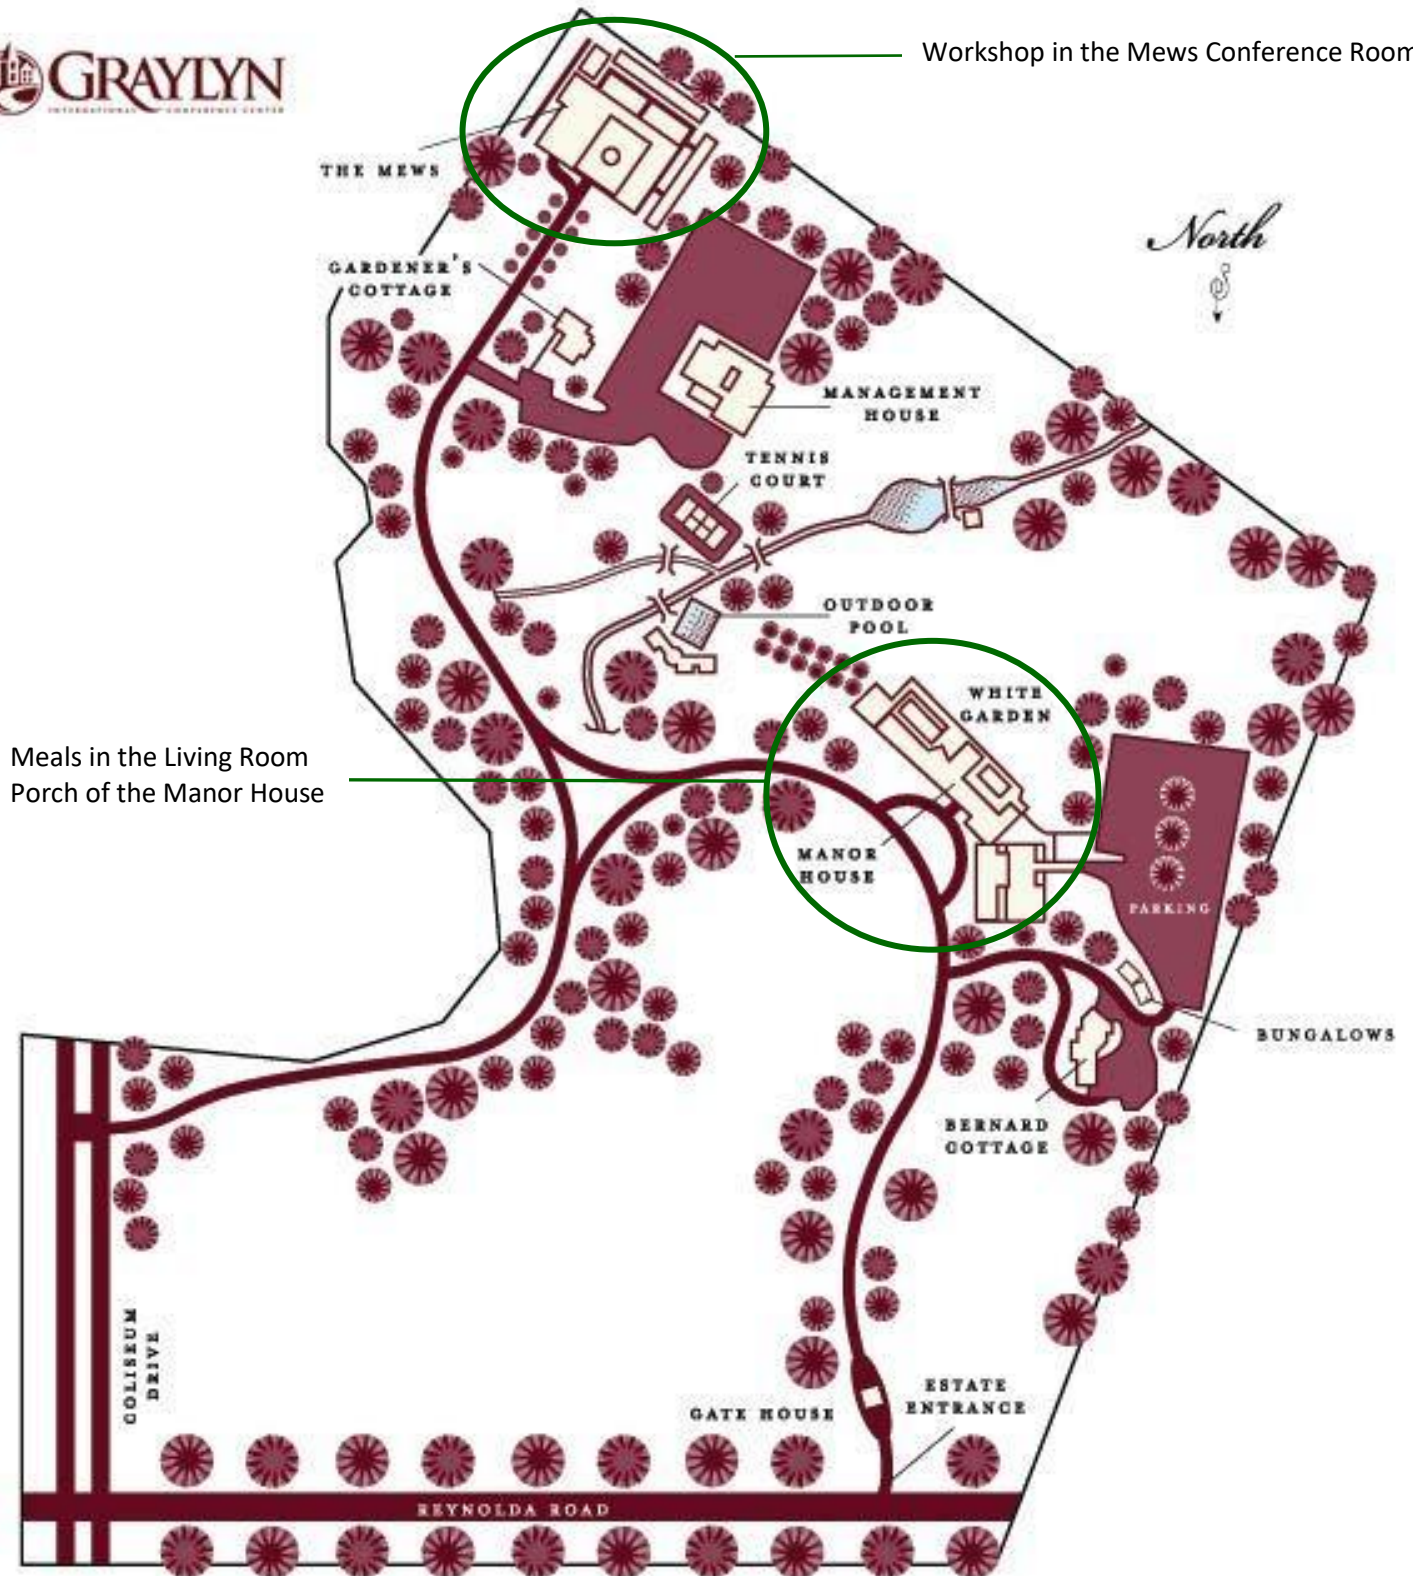 Workshop in the Mews Conference Room
GRAYLYN
INTERNATIONAL CONFERENCE CENTER
THE MEWS
North
GARDENER'S
COTTAGE
MANAGEMENT
HOUSE
TENNIS
COURT
OUTDOOR
POOL
WHITE
GARDEN
Meals in the Living Room
Porch of the Manor House
MANOR
HOUSE
PARKING
BUNGALOWS
BERNARD
COTTAGE
COLISEUM
DRIVE
ESTATE
ENTRANCE
GATE HOUSE
REYNOLDA ROAD